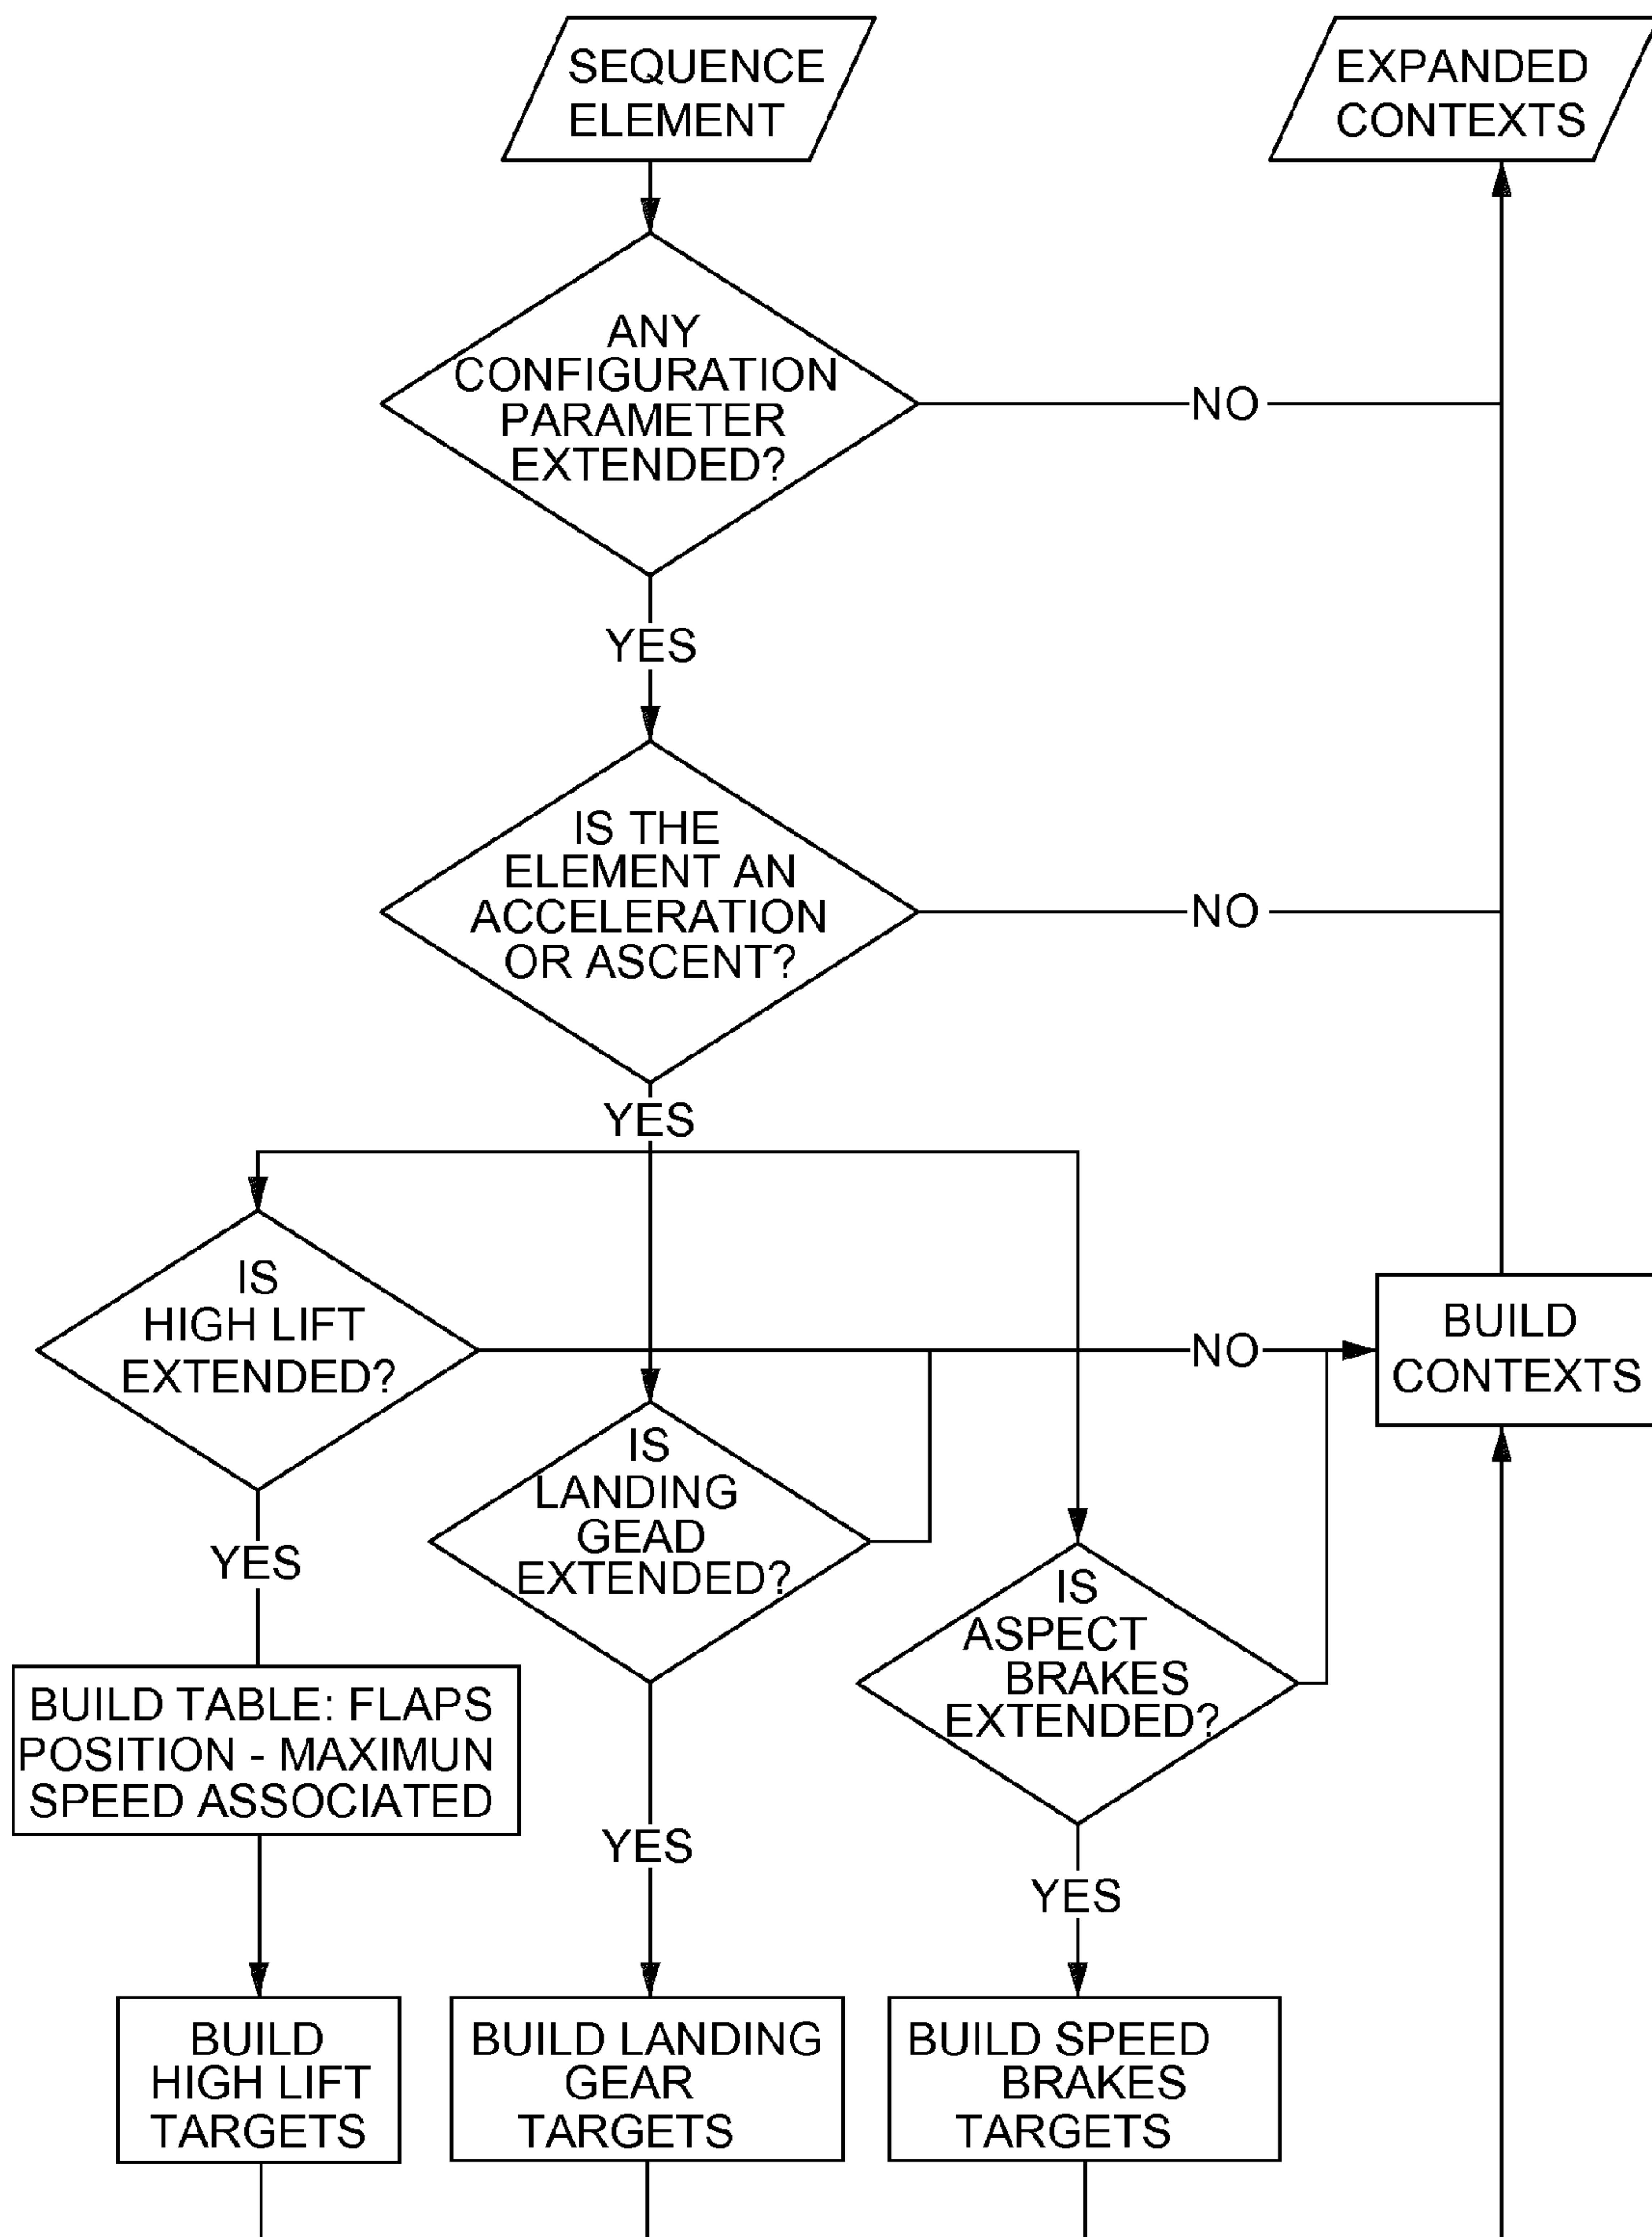 SEQUENCE
ELEMENT
EXPANDED
CONTEXTS
ANY
CONFIGURATION
PARAMETER
EXTENDED?
NO
YES
IS THE
ELEMENT AN
ACCELERATION
OR ASCENT?
NO
YES
IS
HIGH LIFT
EXTENDED?
NO
BUILD
CONTEXTS
IS
LANDING
GEAD
EXTENDED?
YES
IS
ASPECT
BRAKES
EXTENDED?
BUILD TABLE: FLAPS
POSITION - MAXIMUN
SPEED ASSOCIATED
YES
YES
BUILD
HIGH LIFT
TARGETS
BUILD LANDING
GEAR
TARGETS
BUILD SPEED
BRAKES
TARGETS